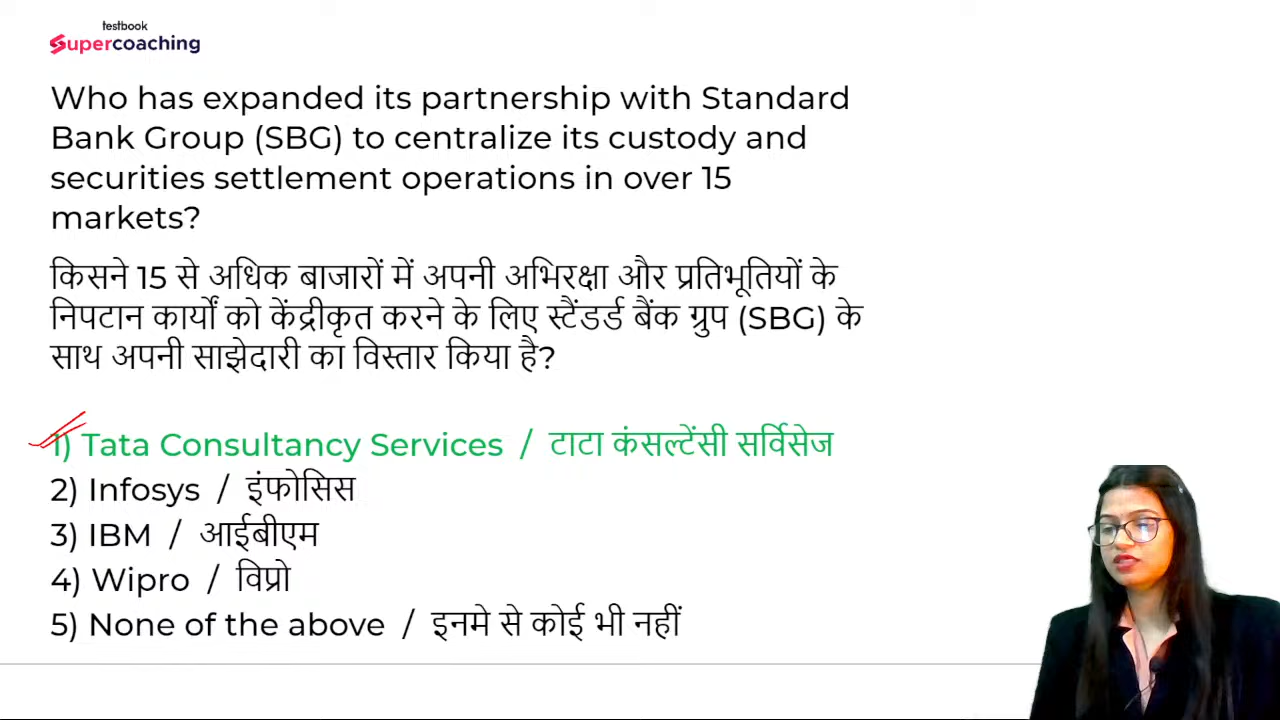 testbook
Supercoaching
Who has expanded its partnership with Standard
Bank Group (SBG) to centralize its custody and
securities settlement operations in over 15
markets?
किसने 15 से अधिक बाजारों में अपनी अभिरक्षा और प्रतिभूतियों के
निपटान कार्यों को केंद्रीकृत करने के लिए स्टैंडर्ड बैंक ग्रुप (SBG) के
साथ अपनी साझेदारी का विस्तार किया है?
1) Tata Consultancy Services / टाटा कंसल्टेंसी सर्विसेज
2) Infosys / इंफोसिस
3) IBM / आईबीएम
4) Wipro / विप्रो
5) None of the above / इनमे से कोई भी नहीं